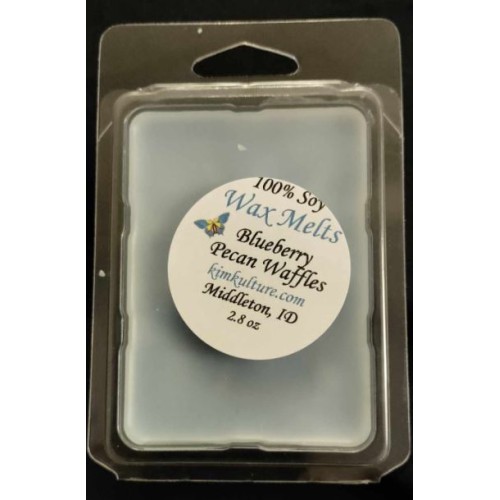 100% Soy
Wax Melts
Blueberry
Pecan Waffles
kimkulture.com
Middleton, ID
2.8 oz